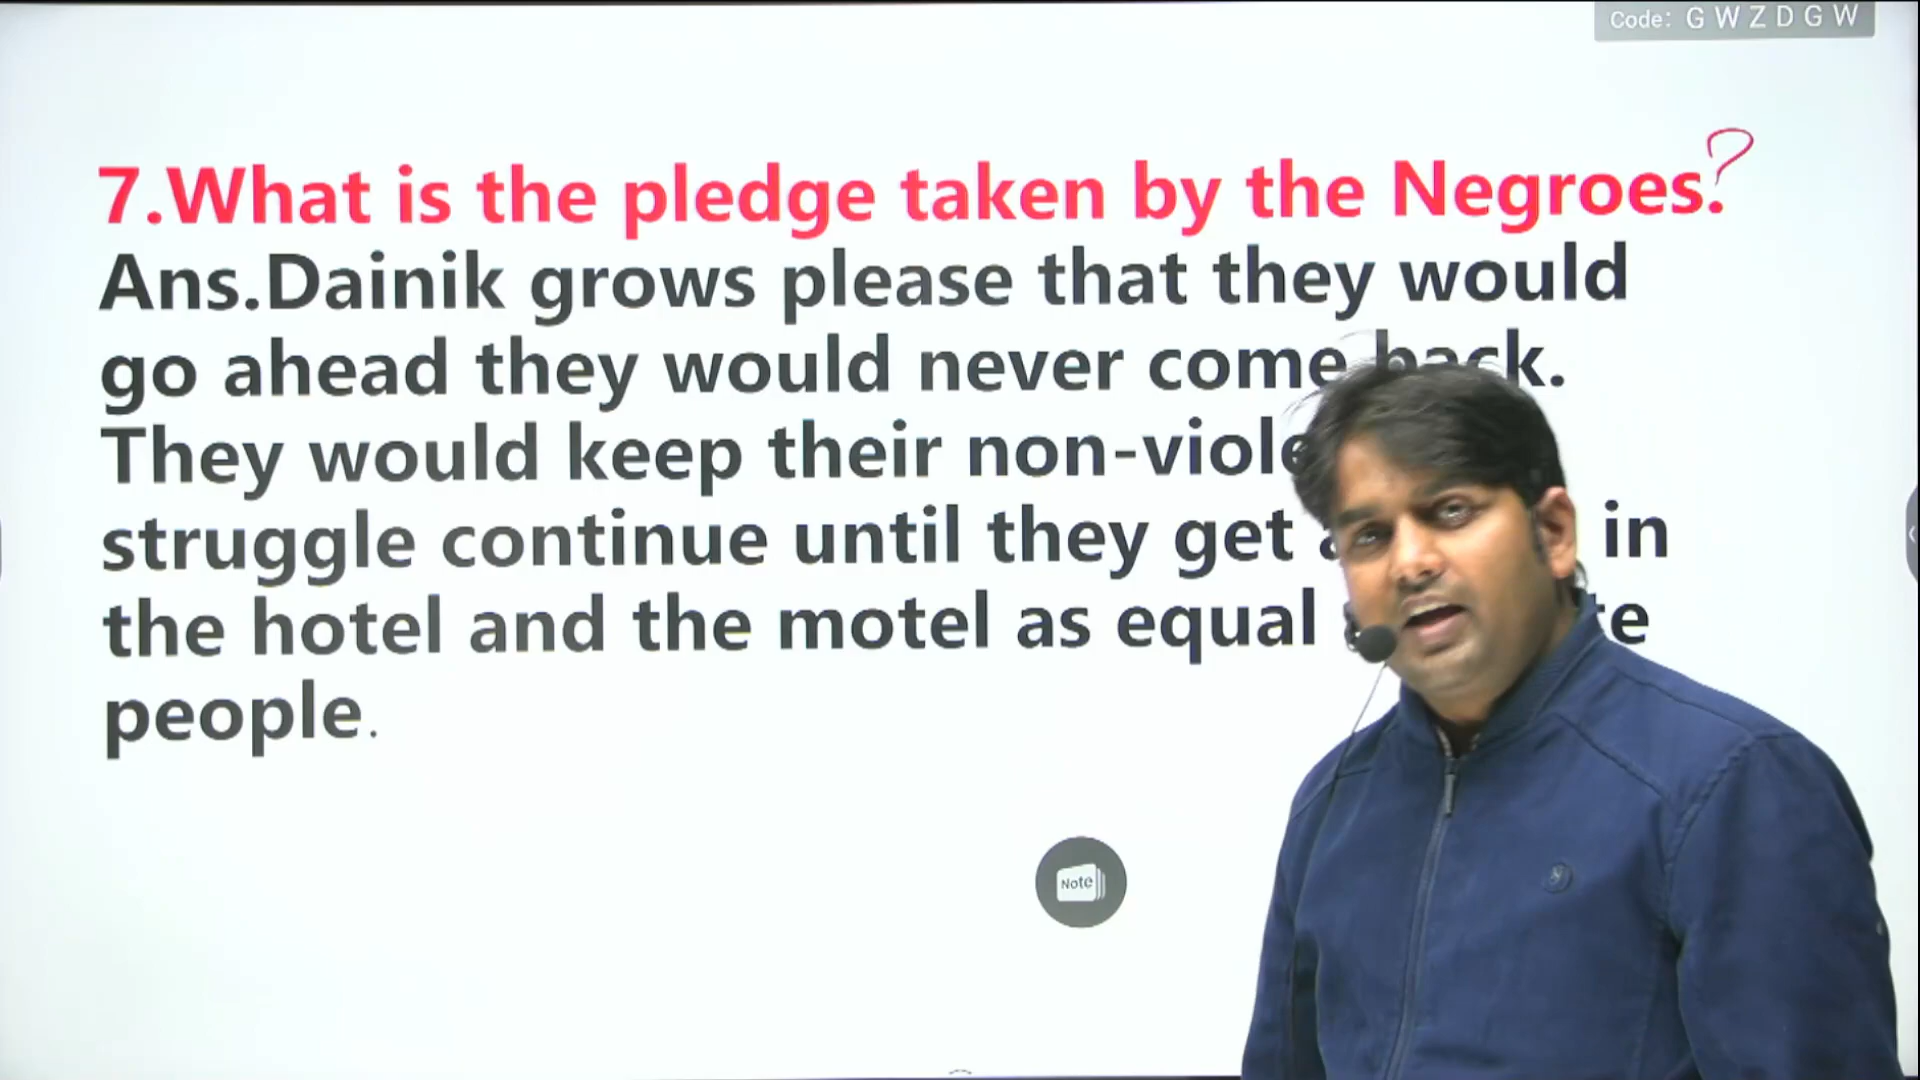 Code: G W Z D G W
7.What is the pledge taken by the Negroes.?
Ans.Dainik grows please that they would
go ahead they would never come back.
They would keep their
struggle continue until they get in
the hotel and the motel as equal
people.
Note